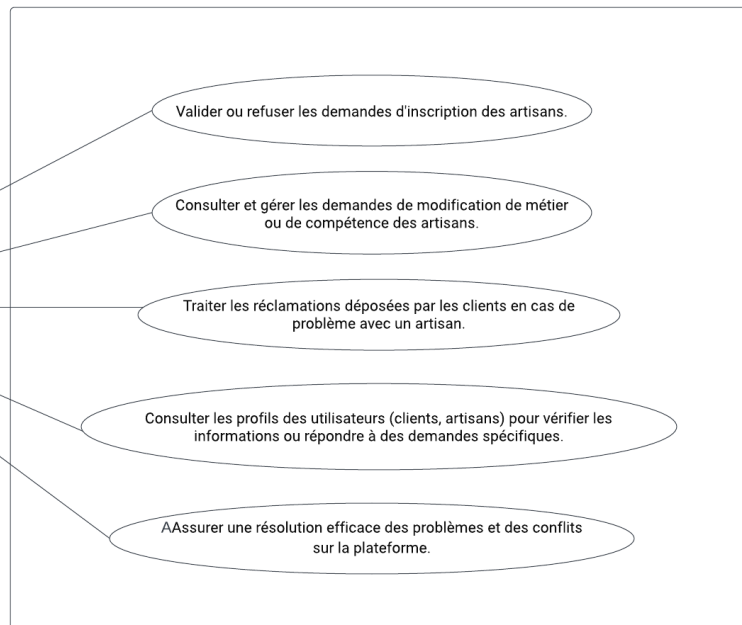 Valider ou refuser les demandes d'inscription des artisans.
Consulter et gérer les demandes de modification de métier
ou de compétence des artisans.
Traiter les réclamations déposées par les clients en cas de
problème avec un artisan.
Consulter les profils des utilisateurs (clients, artisans) pour vérifier les
informations ou répondre à des demandes spécifiques.
AAssurer une résolution efficace des problèmes et des conflits
sur la plateforme.